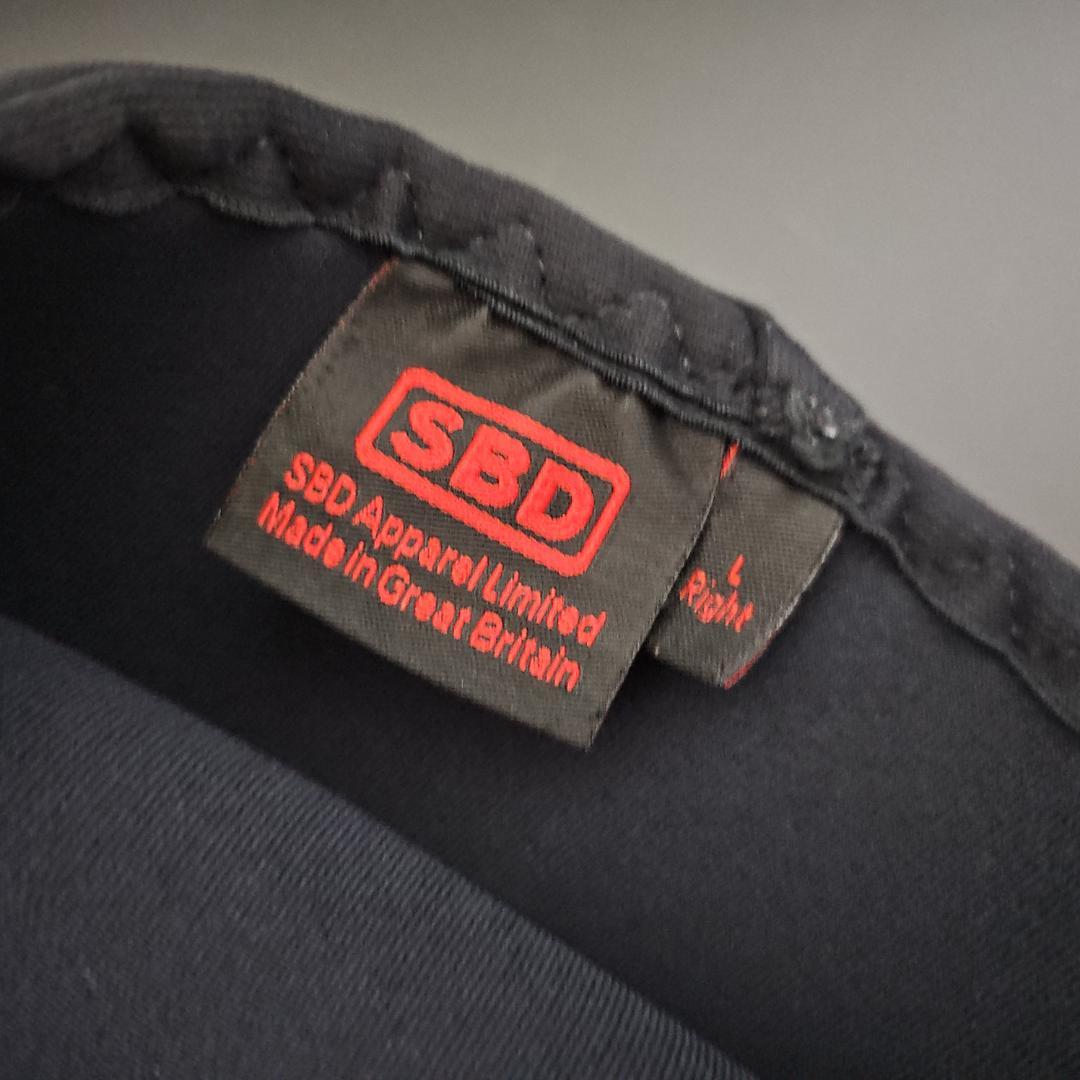 SBD
SBD Apparel Limited
Made in Great Britain
L
Right